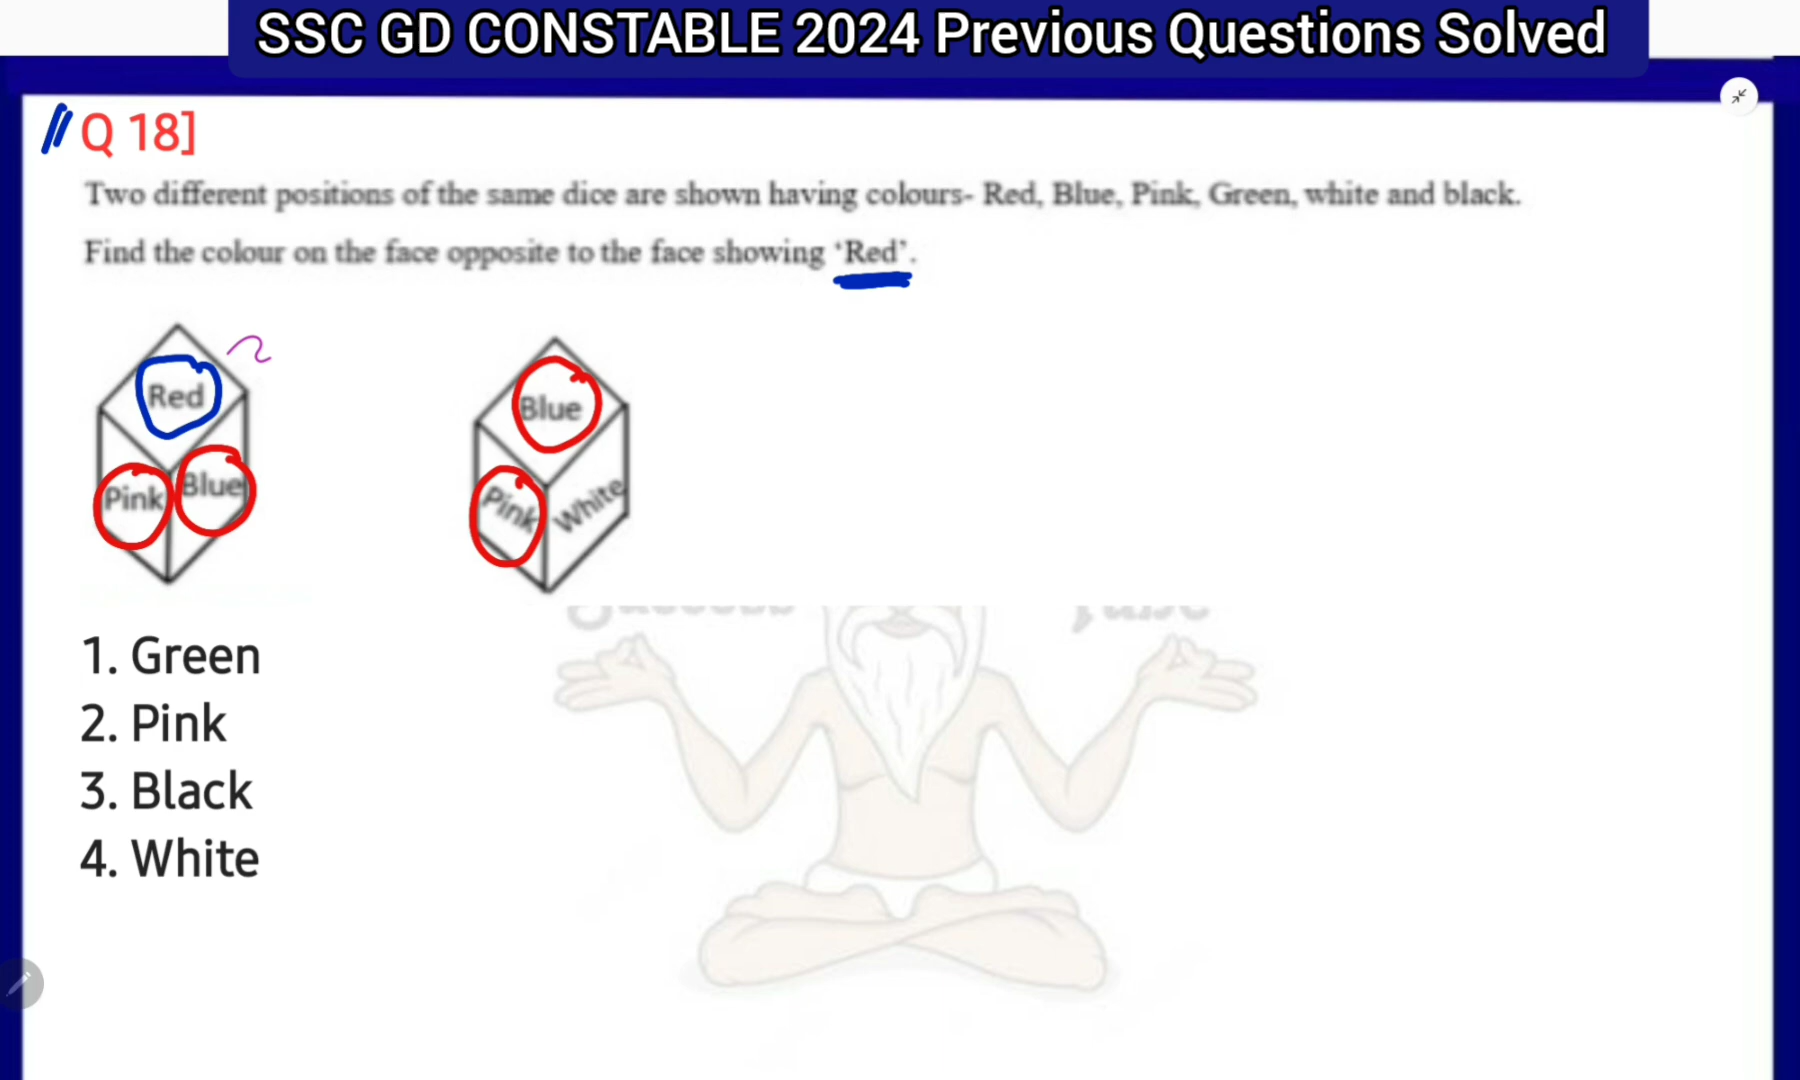 SSC GD CONSTABLE 2024 Previous Questions Solved
Q 18]
Two different positions of the same dice are shown having colours- Red, Blue, Pink, Green, white and black.
Find the colour on the face opposite to the face showing ‘Red’.
Red
Pink
Blue
Blue
Pink
White
1. Green
2. Pink
3. Black
4. White